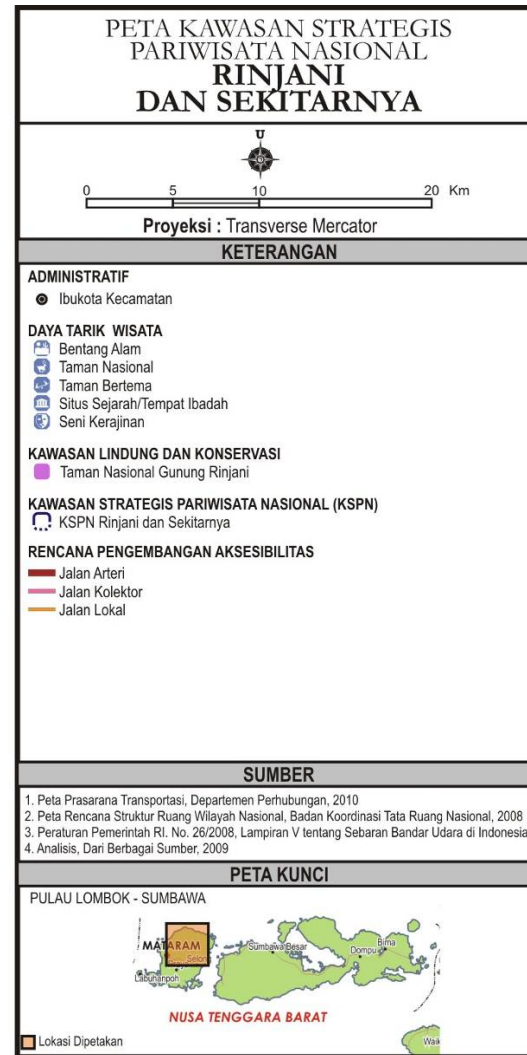 PETA KAWASAN STRATEGIS
PARIWISATA NASIONAL
RINJANI
DAN SEKITARNYA
U
0 5 10 20 Km
Proyeksi : Transverse Mercator
KETERANGAN
ADMINISTRATIF
Ibukota Kecamatan
DAYA TARIK WISATA
Bentang Alam
Taman Nasional
Taman Bertema
Situs Sejarah/Tempat Ibadah
Seni Kerajinan
KAWASAN LINDUNG DAN KONSERVASI
Taman Nasional Gunung Rinjani
KAWASAN STRATEGIS PARIWISATA NASIONAL (KSPN)
KSPN Rinjani dan Sekitarnya
RENCANA PENGEMBANGAN AKSESIBILITAS
Jalan Arteri
Jalan Kolektor
Jalan Lokal
SUMBER
1. Peta Prasarana Transportasi, Departemen Perhubungan, 2010
2. Peta Rencana Struktur Ruang Wilayah Nasional, Badan Koordinasi Tata Ruang Nasional, 2008
3. Peraturan Pemerintah RI. No. 26/2008, Lampiran V tentang Sebaran Bandar Udara di Indonesia
4. Analisis, Dari Berbagai Sumber, 2009
PETA KUNCI
PULAU LOMBOK - SUMBAWA
MATARAM
Selong
Labuhanpoh
Sumbawa Besar
Dompu
Bima
NUSA TENGGARA BARAT
Waik
Lokasi Dipetakan